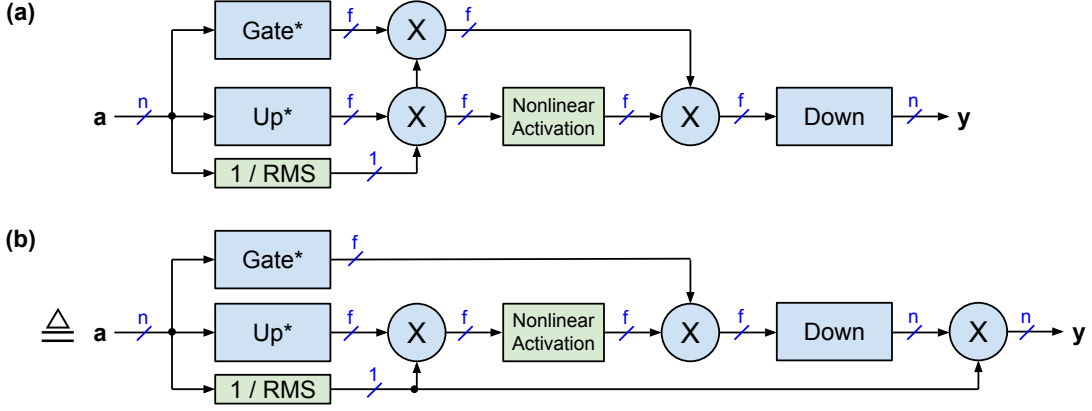 (a)
Gate*
f
X
f
a
n
Up*
f
X
f
Nonlinear
Activation
f
X
f
Down
n
y
1 / RMS
1
(b)
Gate*
f
≜
a
n
Up*
f
X
f
Nonlinear
Activation
f
X
f
Down
n
X
n
y
1 / RMS
1